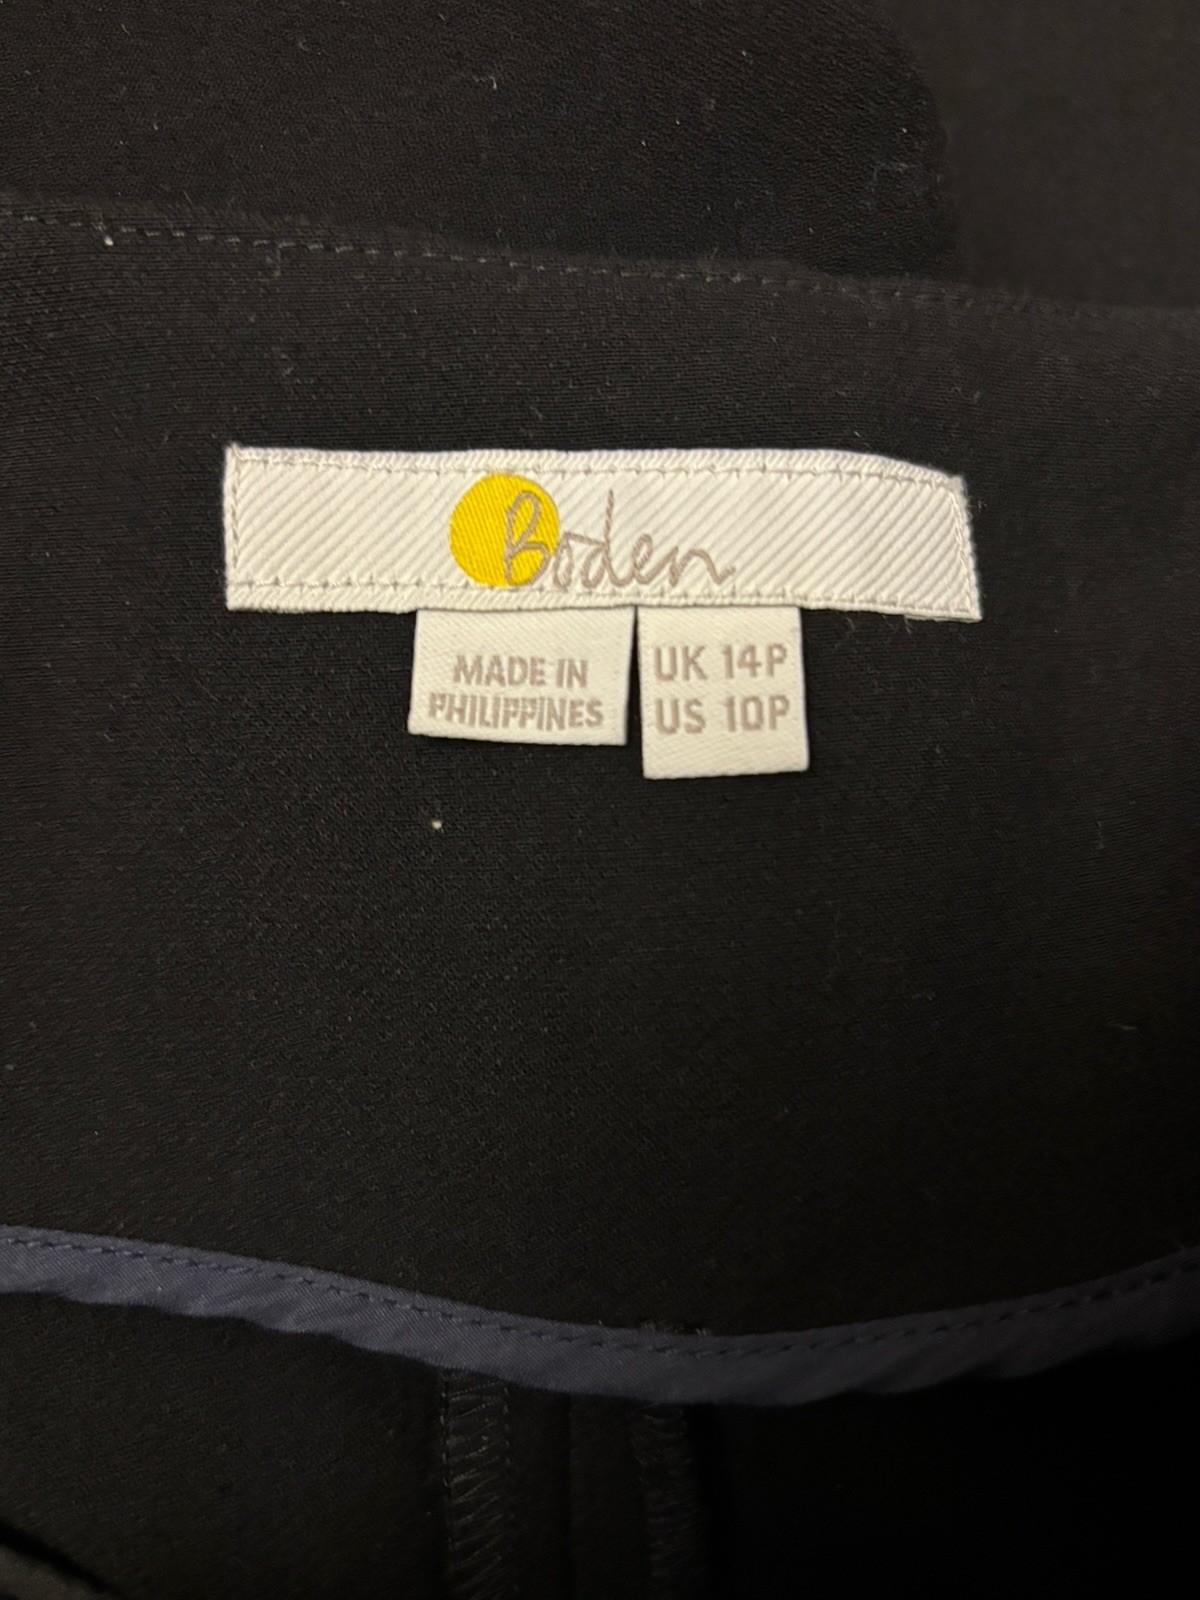 Boden
MADE IN
PHILIPPINES
UK 14P
US 10P